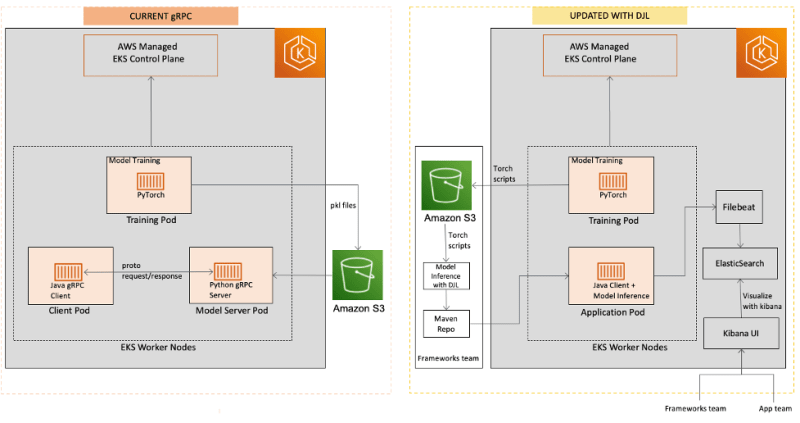 CURRENT gRPC
AWS Managed
EKS Control Plane
K
Model Training
PyTorch
Training Pod
pkl files
proto
request/response
Java gRPC
Client
Client Pod
Python gRPC
Server
Model Server Pod
Amazon S3
EKS Worker Nodes
UPDATED WITH DJL
AWS Managed
EKS Control Plane
K
Model Training
PyTorch
Training Pod
Torch
scripts
Amazon S3
Torch
scripts
Model
Inference
with DJL
Maven
Repo
Frameworks team
Java Client +
Model Inference
Application Pod
EKS Worker Nodes
Filebeat
ElasticSearch
Visualize
with kibana
Kibana UI
Frameworks team
App team